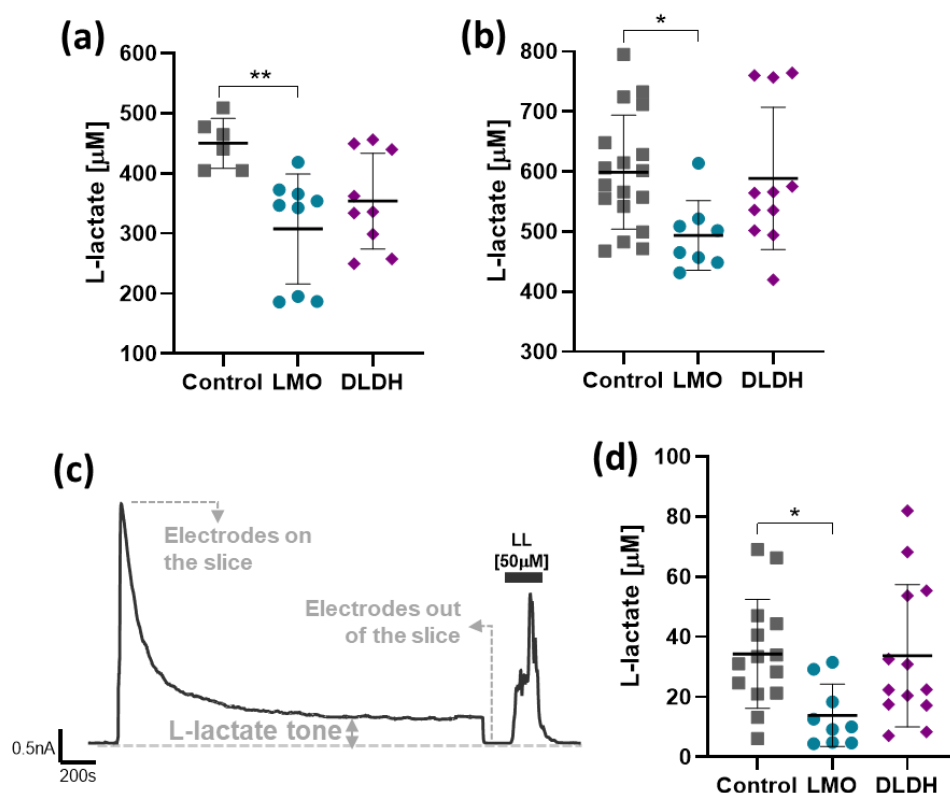 (a)
600
500
400
300
200
100
L-lactate [µM]
**
Control
LMO
DLDH
(b)
800
700
600
500
400
300
L-lactate [µM]
*
Control
LMO
DLDH
(c)
Electrodes on
the slice
LL
[50µM]
Electrodes out
of the slice
L-lactate tone
0.5nA
200s
(d)
100
80
60
40
20
0
L-lactate [µM]
*
Control
LMO
DLDH